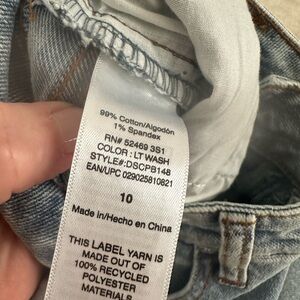 99% Cotton/Algodón
1% Spandex
RN# 52469 3S1
COLOR : LT WASH
STYLE#:DSCPB148
EAN/UPC 029025810821
10
Made in/Hecho en China
THIS LABEL YARN IS
MADE OUT OF
100% RECYCLED
POLYESTER
MATERIALS